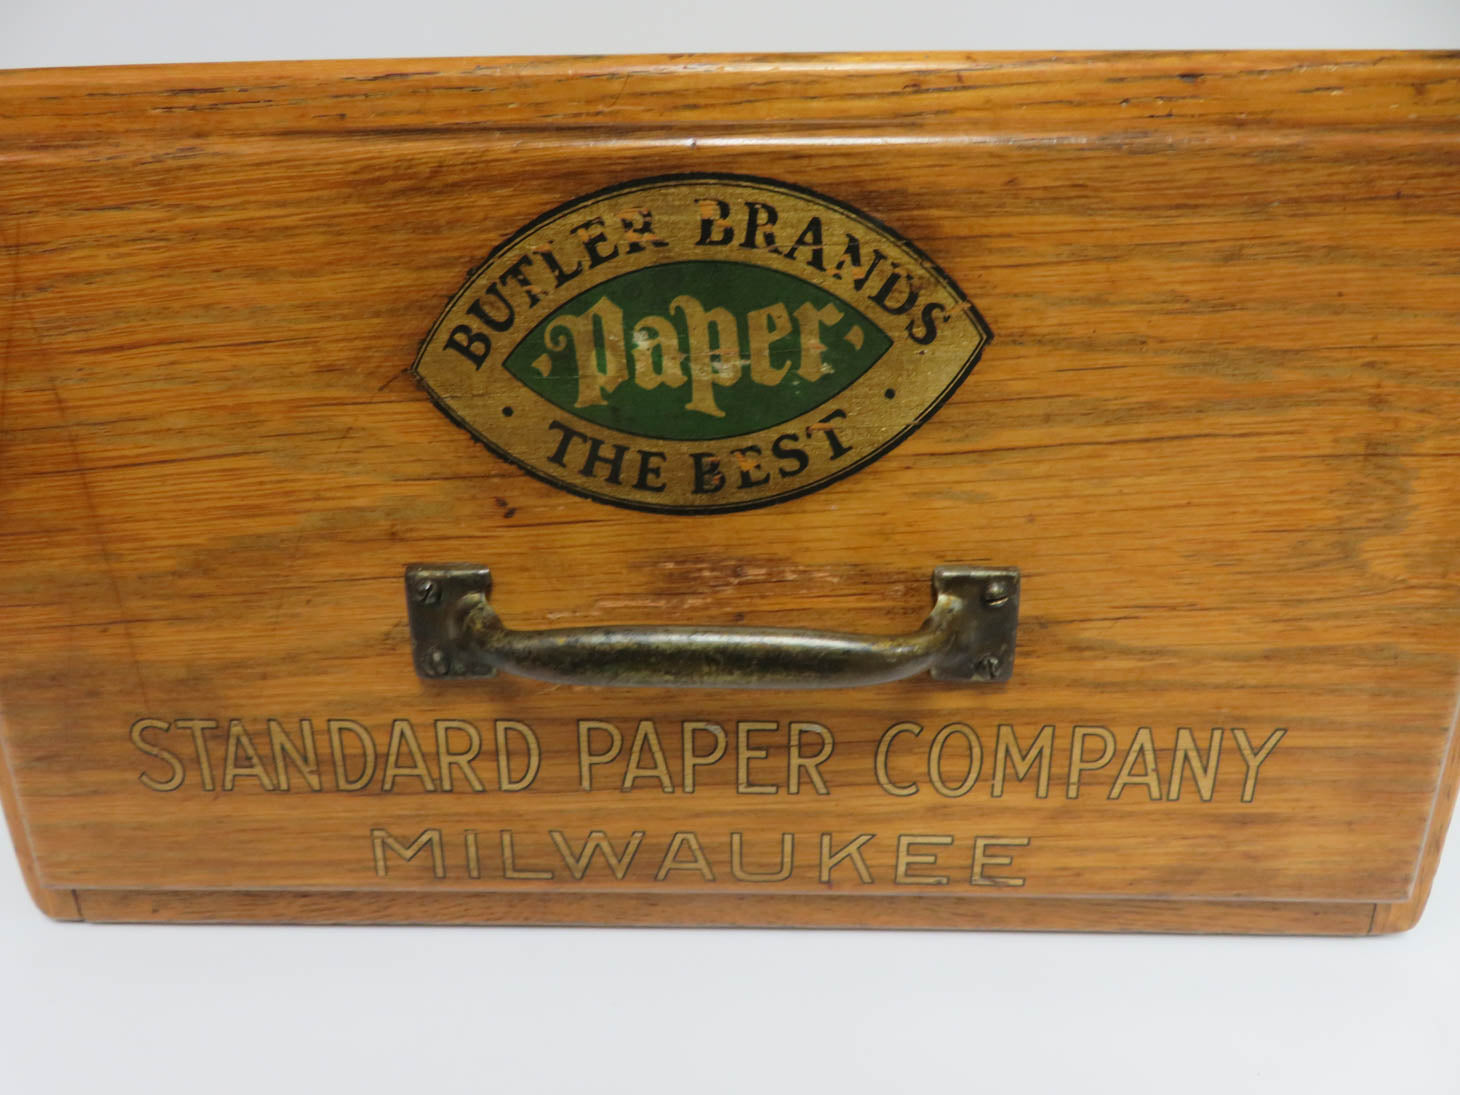 BUTLER BRANDS
·Paper·
· THE BEST ·
STANDARD PAPER COMPANY
MILWAUKEE